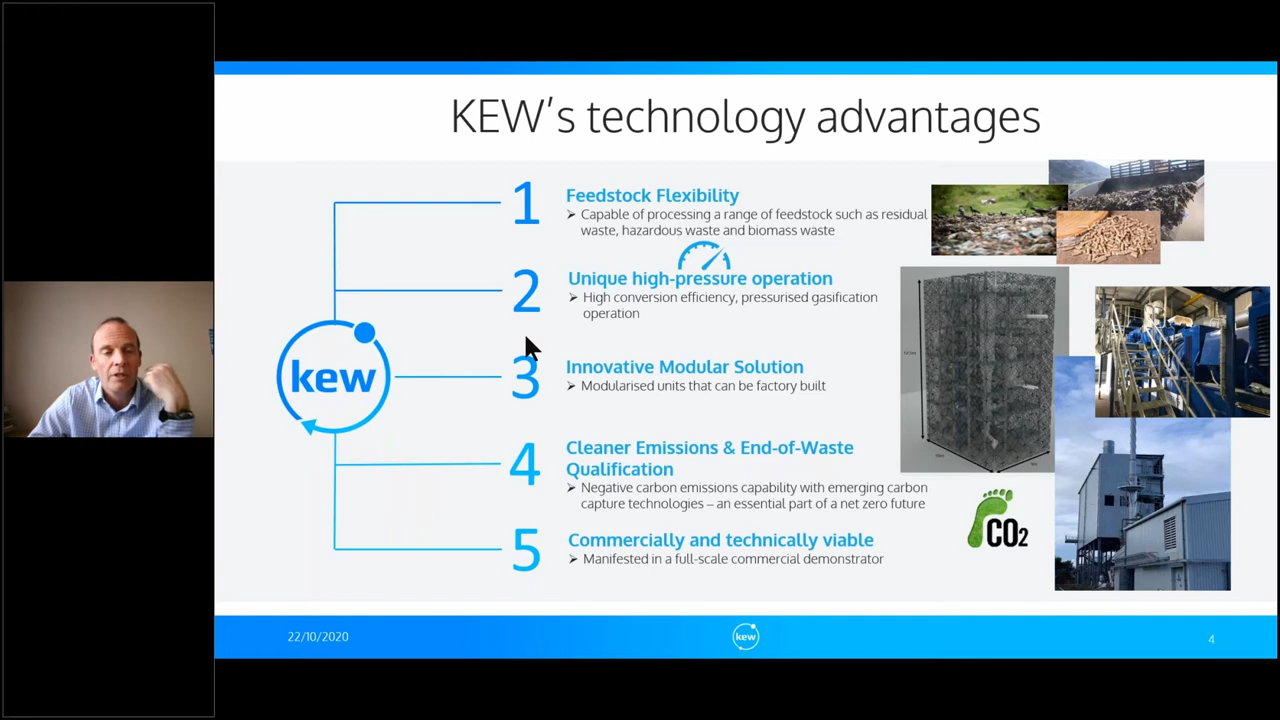 KEW's technology advantages
1
Feedstock Flexibility
➢ Capable of processing a range of feedstock such as residual
waste, hazardous waste and biomass waste
2
Unique high-pressure operation
➢ High conversion efficiency, pressurised gasification
operation
3
Innovative Modular Solution
➢ Modularised units that can be factory built
4
Cleaner Emissions & End-of-Waste
Qualification
➢ Negative carbon emissions capability with emerging carbon
capture technologies – an essential part of a net zero future
5
Commercially and technically viable
➢ Manifested in a full-scale commercial demonstrator
kew
CO2
22/10/2020
kew
4